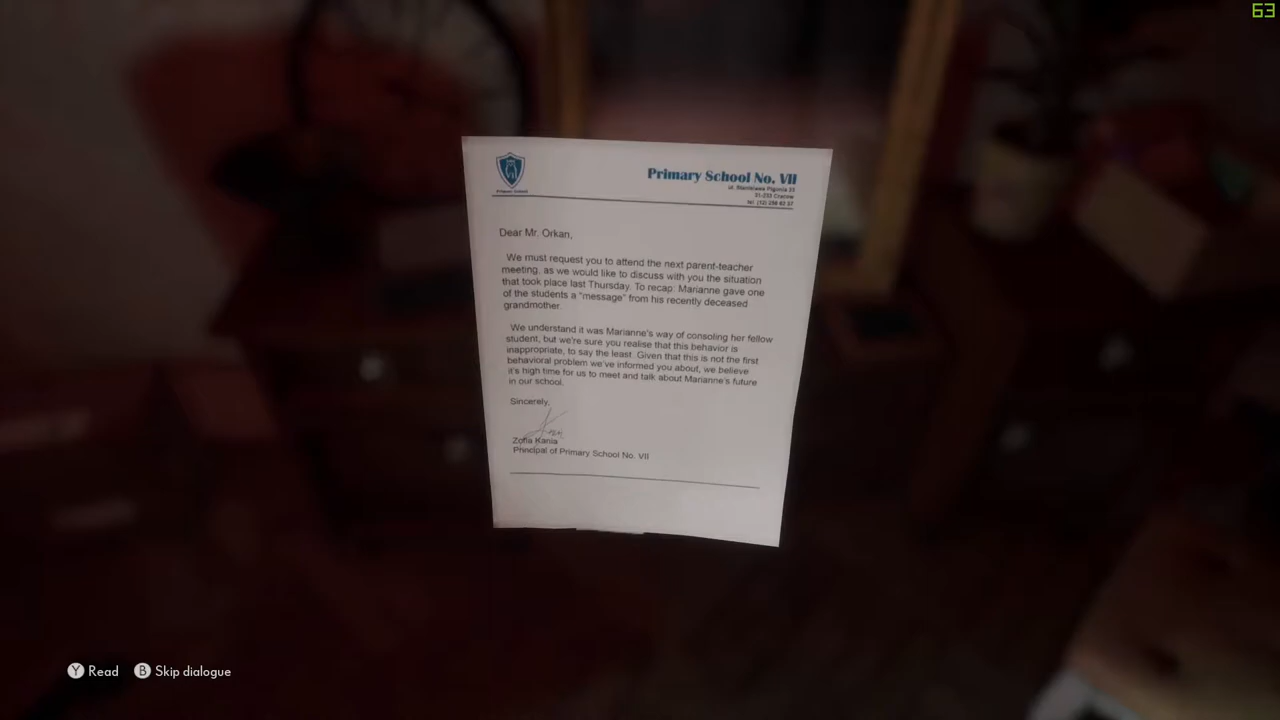 63
Primary School No. VII
31-233 Cracow
Dear Mr. Orkan,
We must request you to attend the next parent-teacher
meeting, as we would like to discuss with you the situation
that took place last Thursday. To recap: Marianne gave one
of the students a "message" from his recently deceased
grandmother.
We understand it was Marianne's way of consoling her fellow
student, but we're sure you realise that this behavior is
inappropriate, to say the least. Given that this is not the first
behavioral problem we've informed you about, we believe
it's high time for us to meet and talk about Marianne's future
in our school.
Sincerely,
Zofia Kania
Principal of Primary School No. VII
Y Read B Skip dialogue